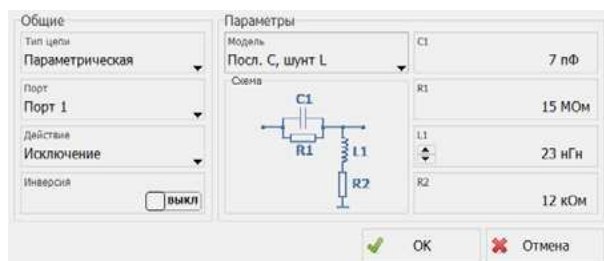 Общие
Тип цепи
Параметрическая
Порт
Порт 1
Действие
Исключение
Инверсия
выкл
Параметры
Модель
Посл. С, шунт L
Схема
C1
R1
L1
R2
C1
7 пФ
R1
15 МОм
L1
23 нГн
R2
12 кОм
ОК
Отмена